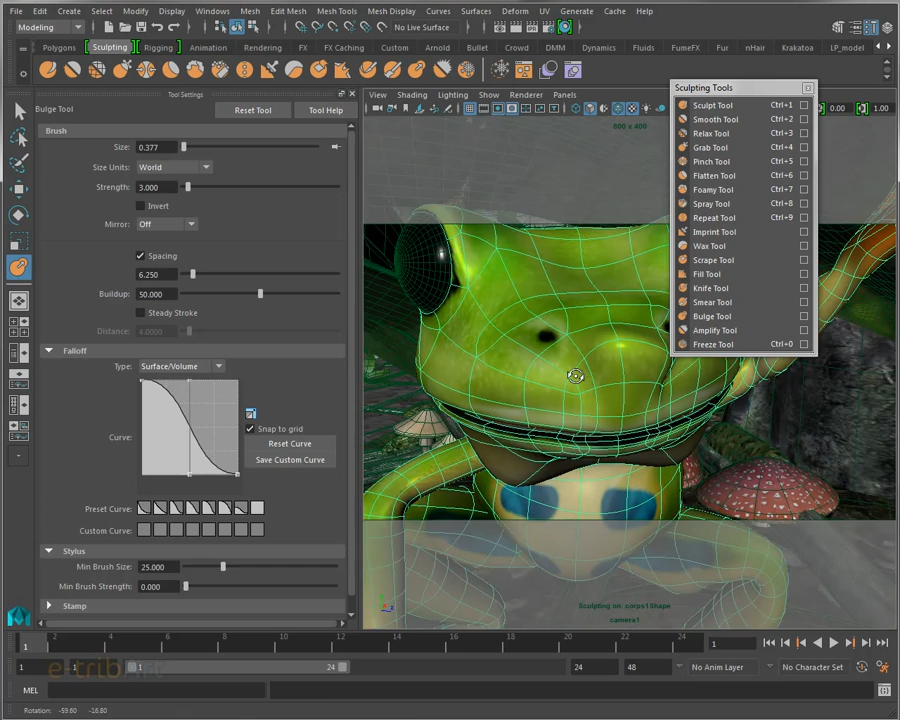 File Edit Create Select Modify Display Windows Mesh Edit Mesh Mesh Tools Mesh Display Curves Surfaces Deform UV Generate Cache Help
Modeling No Live Surface
Polygons Sculpting Rigging Animation Rendering FX FX Caching Custom Arnold Bullet Crowd DMM Dynamics Fluids FumeFX Fur nHair Krakatoa LP_model
Tool Settings
Bulge Tool Reset Tool Tool Help
Brush
Size: 0.377
Size Units: World
Strength: 3.000
Invert
Mirror: Off
Spacing
6.250
Buildup: 50.000
Steady Stroke
Distance: 4.0000
Falloff
Type: Surface/Volume
Curve:
Snap to grid
Reset Curve
Save Custom Curve
Preset Curve:
Custom Curve:
Stylus
Min Brush Size: 25.000
Min Brush Strength: 0.000
Stamp
View Shading Lighting Show Renderer Panels
0.00 1.00
800 x 400
Sculpting Tools
Sculpt Tool Ctrl+1
Smooth Tool Ctrl+2
Relax Tool Ctrl+3
Grab Tool Ctrl+4
Pinch Tool Ctrl+5
Flatten Tool Ctrl+6
Foamy Tool Ctrl+7
Spray Tool Ctrl+8
Repeat Tool Ctrl+9
Imprint Tool
Wax Tool
Scrape Tool
Fill Tool
Knife Tool
Smear Tool
Bulge Tool
Amplify Tool
Freeze Tool Ctrl+0
Sculpting on: corps1Shape
camera1
1 2 4 6 8 10 12 14 16 18 20 22 24 1
1 1 1 24 24 48 No Anim Layer No Character Set
e-tribart
MEL
Rotation: -59.60 -16.80